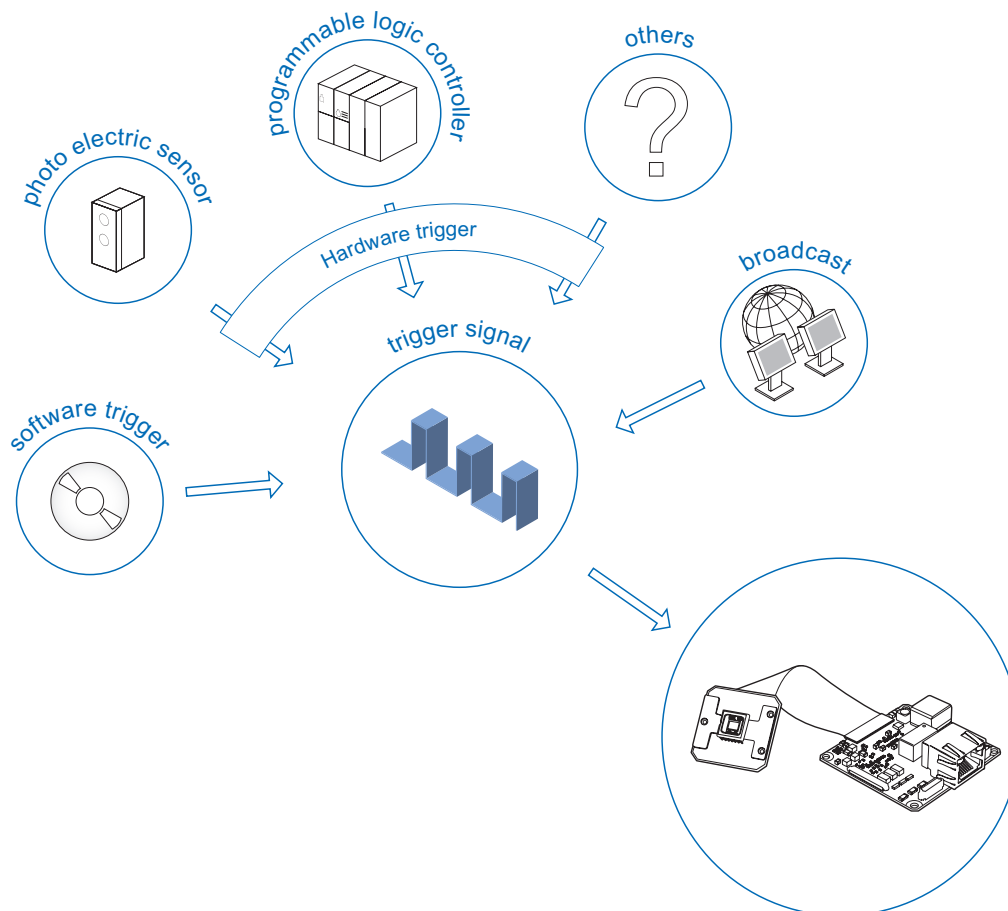 programmable logic controller
others
photo electric sensor
Hardware trigger
broadcast
trigger signal
software trigger